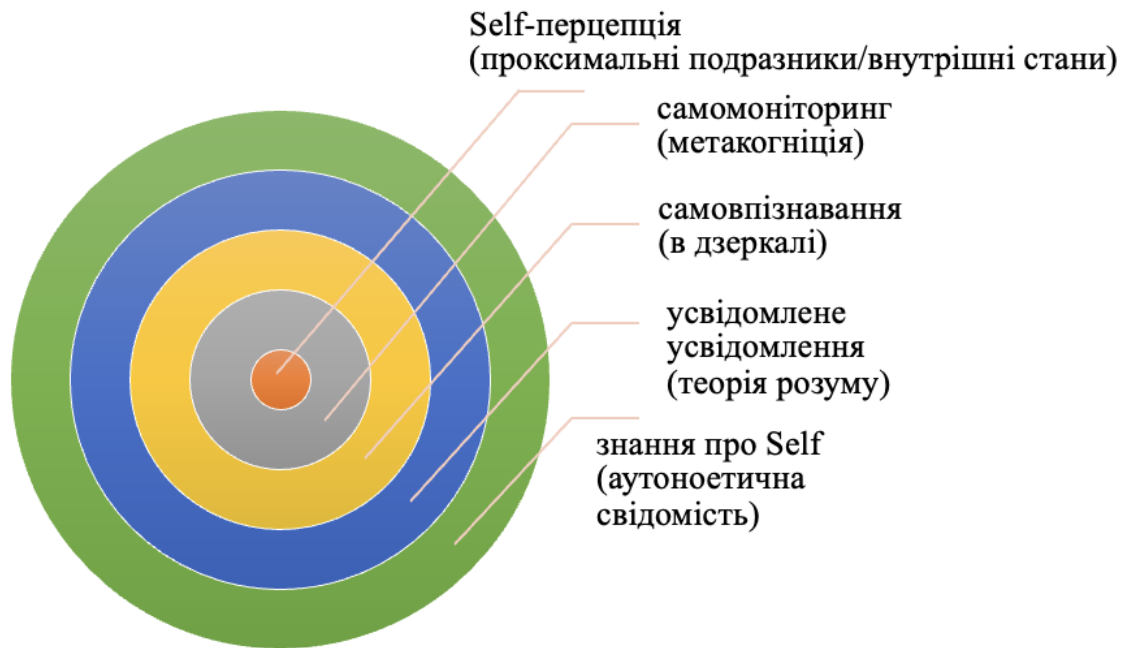 Self-перцепція
(проксимальні подразники/внутрішні стани)
самомоніторинг
(метакогніція)
самовпізнавання
(в дзеркалі)
усвідомлене
усвідомлення
(теорія розуму)
знання про Self
(аутоноетична
свідомість)